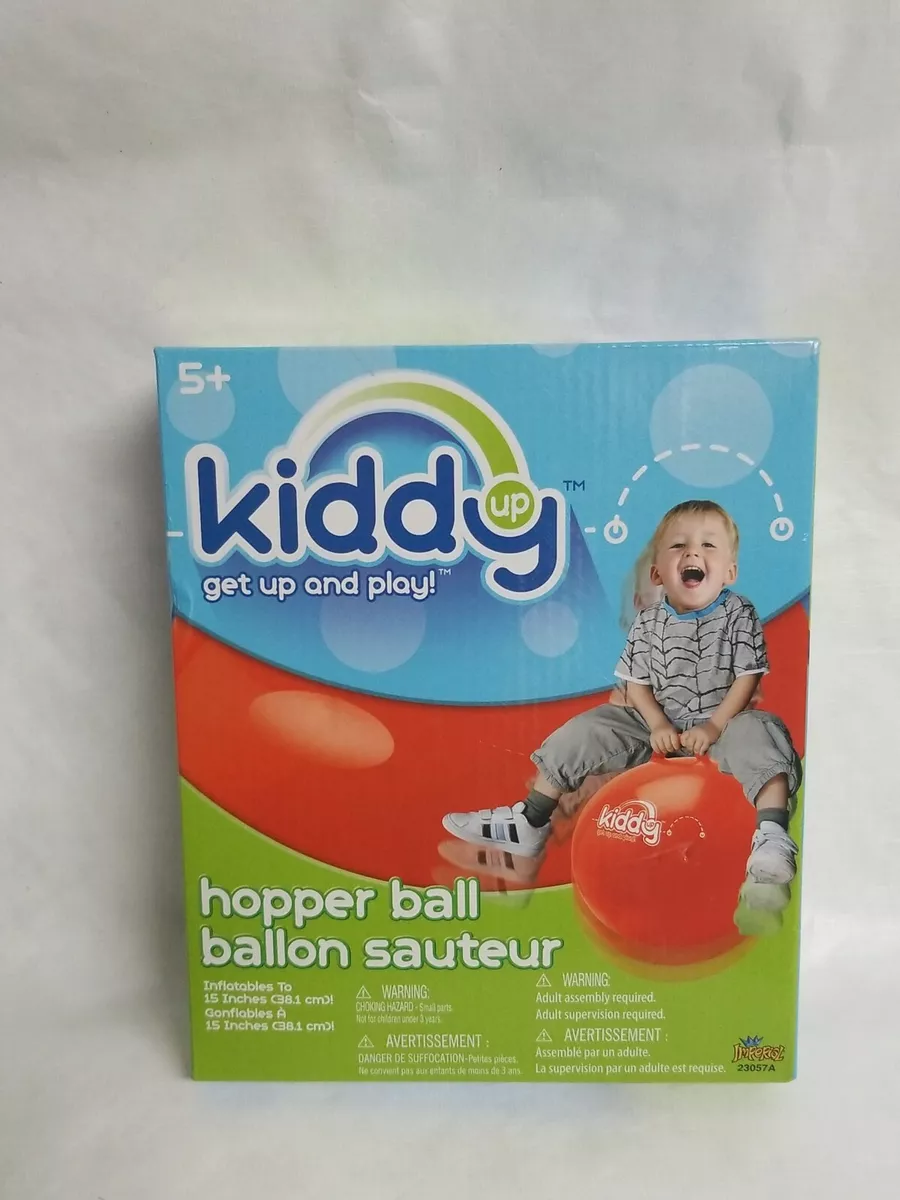 5+
kiddy up ™
get up and play!™
kiddy up
hopper ball
ballon sauteur
Inflatables To
15 Inches (38.1 cm)!
Gonflables À
15 Inches (38.1 cm)!
⚠ WARNING:
CHOKING HAZARD - Small parts.
Not for children under 3 years.
⚠ AVERTISSEMENT :
DANGER DE SUFFOCATION-Petites pièces.
Ne convient pas aux enfants de moins de 3 ans.
⚠ WARNING:
Adult assembly required.
Adult supervision required.
⚠ AVERTISSEMENT :
Assemblé par un adulte.
La supervision par un adulte est requise.
IMPERIAL
23057A